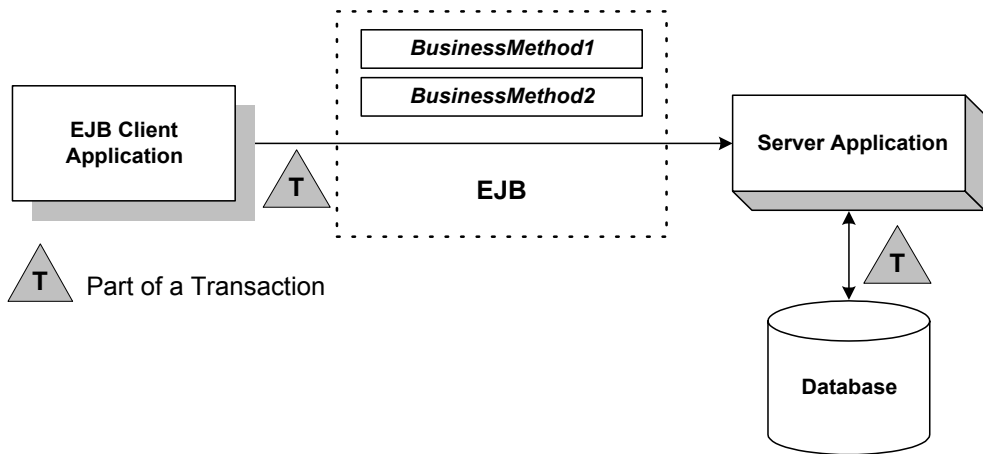 BusinessMethod1
BusinessMethod2
EJB Client
Application
Server Application
T
EJB
T
T
Part of a Transaction
Database